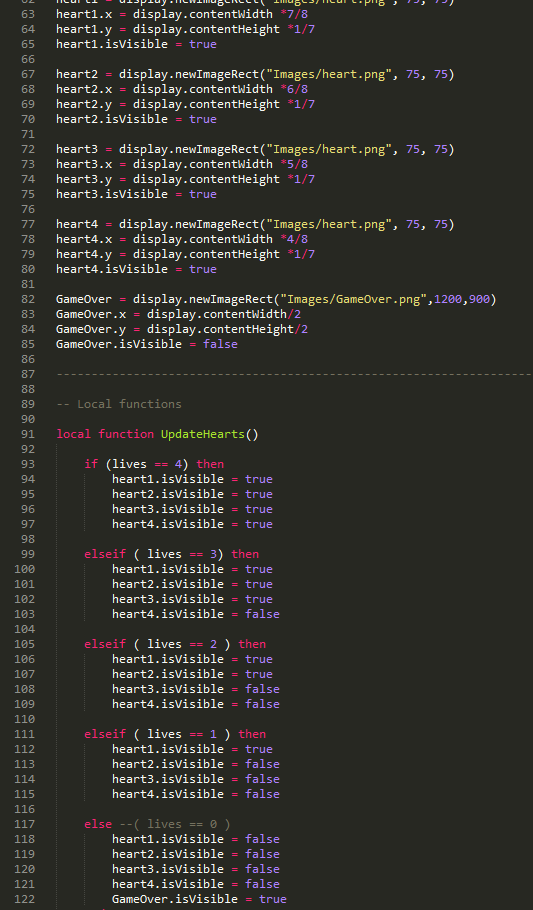 62 heart1 = display.newImageRect("Images/heart.png", 75, 75)
63 heart1.x = display.contentWidth *7/8
64 heart1.y = display.contentHeight *1/7
65 heart1.isVisible = true
66
67 heart2 = display.newImageRect("Images/heart.png", 75, 75)
68 heart2.x = display.contentWidth *6/8
69 heart2.y = display.contentHeight *1/7
70 heart2.isVisible = true
71
72 heart3 = display.newImageRect("Images/heart.png", 75, 75)
73 heart3.x = display.contentWidth *5/8
74 heart3.y = display.contentHeight *1/7
75 heart3.isVisible = true
76
77 heart4 = display.newImageRect("Images/heart.png", 75, 75)
78 heart4.x = display.contentWidth *4/8
79 heart4.y = display.contentHeight *1/7
80 heart4.isVisible = true
81
82 GameOver = display.newImageRect("Images/GameOver.png",1200,900)
83 GameOver.x = display.contentWidth/2
84 GameOver.y = display.contentHeight/2
85 GameOver.isVisible = false
86
87 --------------------------------------------------------------------
88
89 -- Local functions
90
91 local function UpdateHearts()
92
93 if (lives == 4) then
94 heart1.isVisible = true
95 heart2.isVisible = true
96 heart3.isVisible = true
97 heart4.isVisible = true
98
99 elseif ( lives == 3) then
100 heart1.isVisible = true
101 heart2.isVisible = true
102 heart3.isVisible = true
103 heart4.isVisible = false
104
105 elseif ( lives == 2 ) then
106 heart1.isVisible = true
107 heart2.isVisible = true
108 heart3.isVisible = false
109 heart4.isVisible = false
110
111 elseif ( lives == 1 ) then
112 heart1.isVisible = true
113 heart2.isVisible = false
114 heart3.isVisible = false
115 heart4.isVisible = false
116
117 else --( lives == 0 )
118 heart1.isVisible = false
119 heart2.isVisible = false
120 heart3.isVisible = false
121 heart4.isVisible = false
122 GameOver.isVisible = true